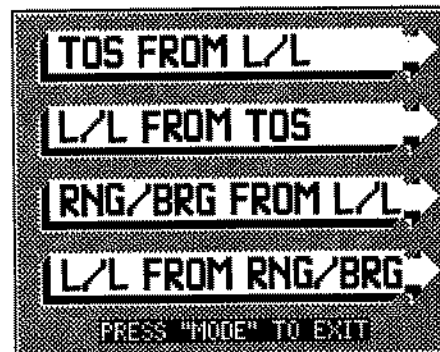 TOS FROM L/L
L/L FROM TOS
RNG/BRG FROM L/L
L/L FROM RNG/BRG
PRESS "MODE" TO EXIT